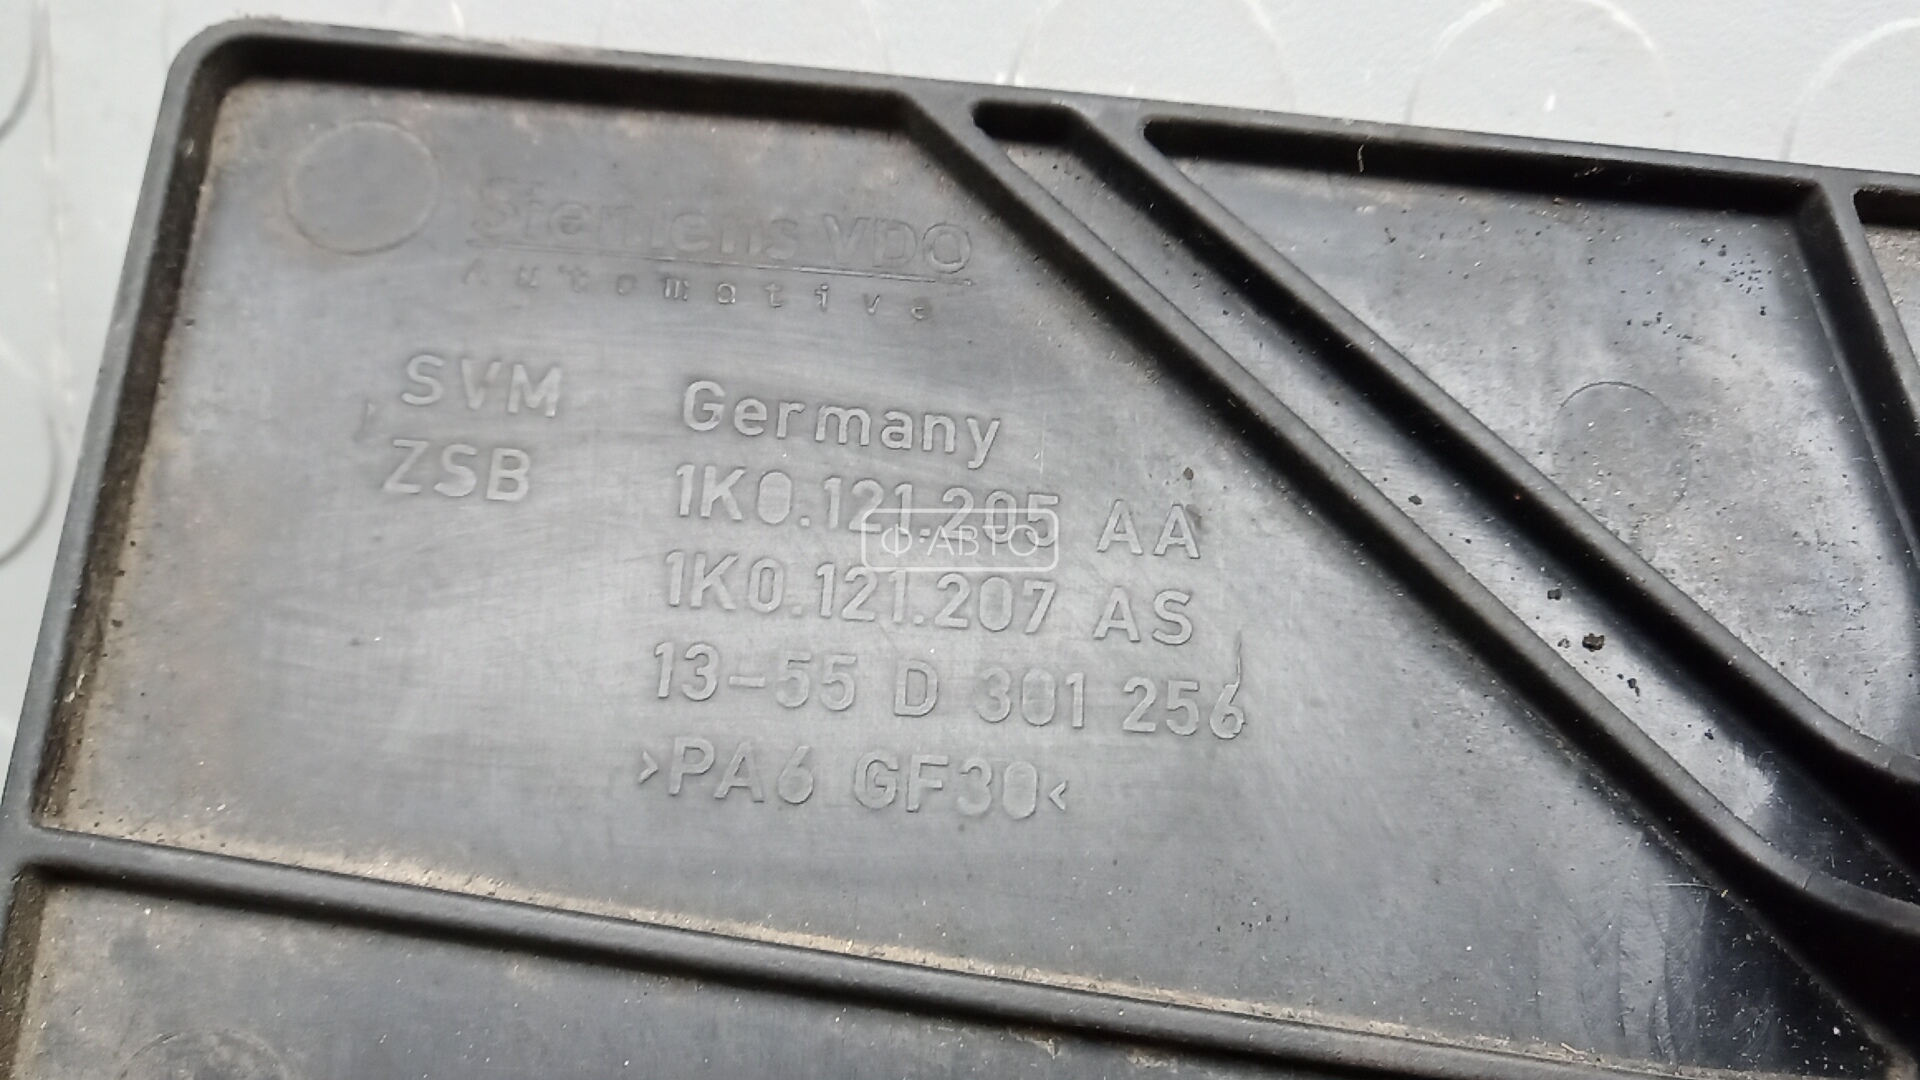 Siemens VDO
Automotive
SVM Germany
ZSB 1K0.121.205 AA
Ф-АВТО
1K0.121.207 AS
13-55 D 301 256
>PA6 GF30<